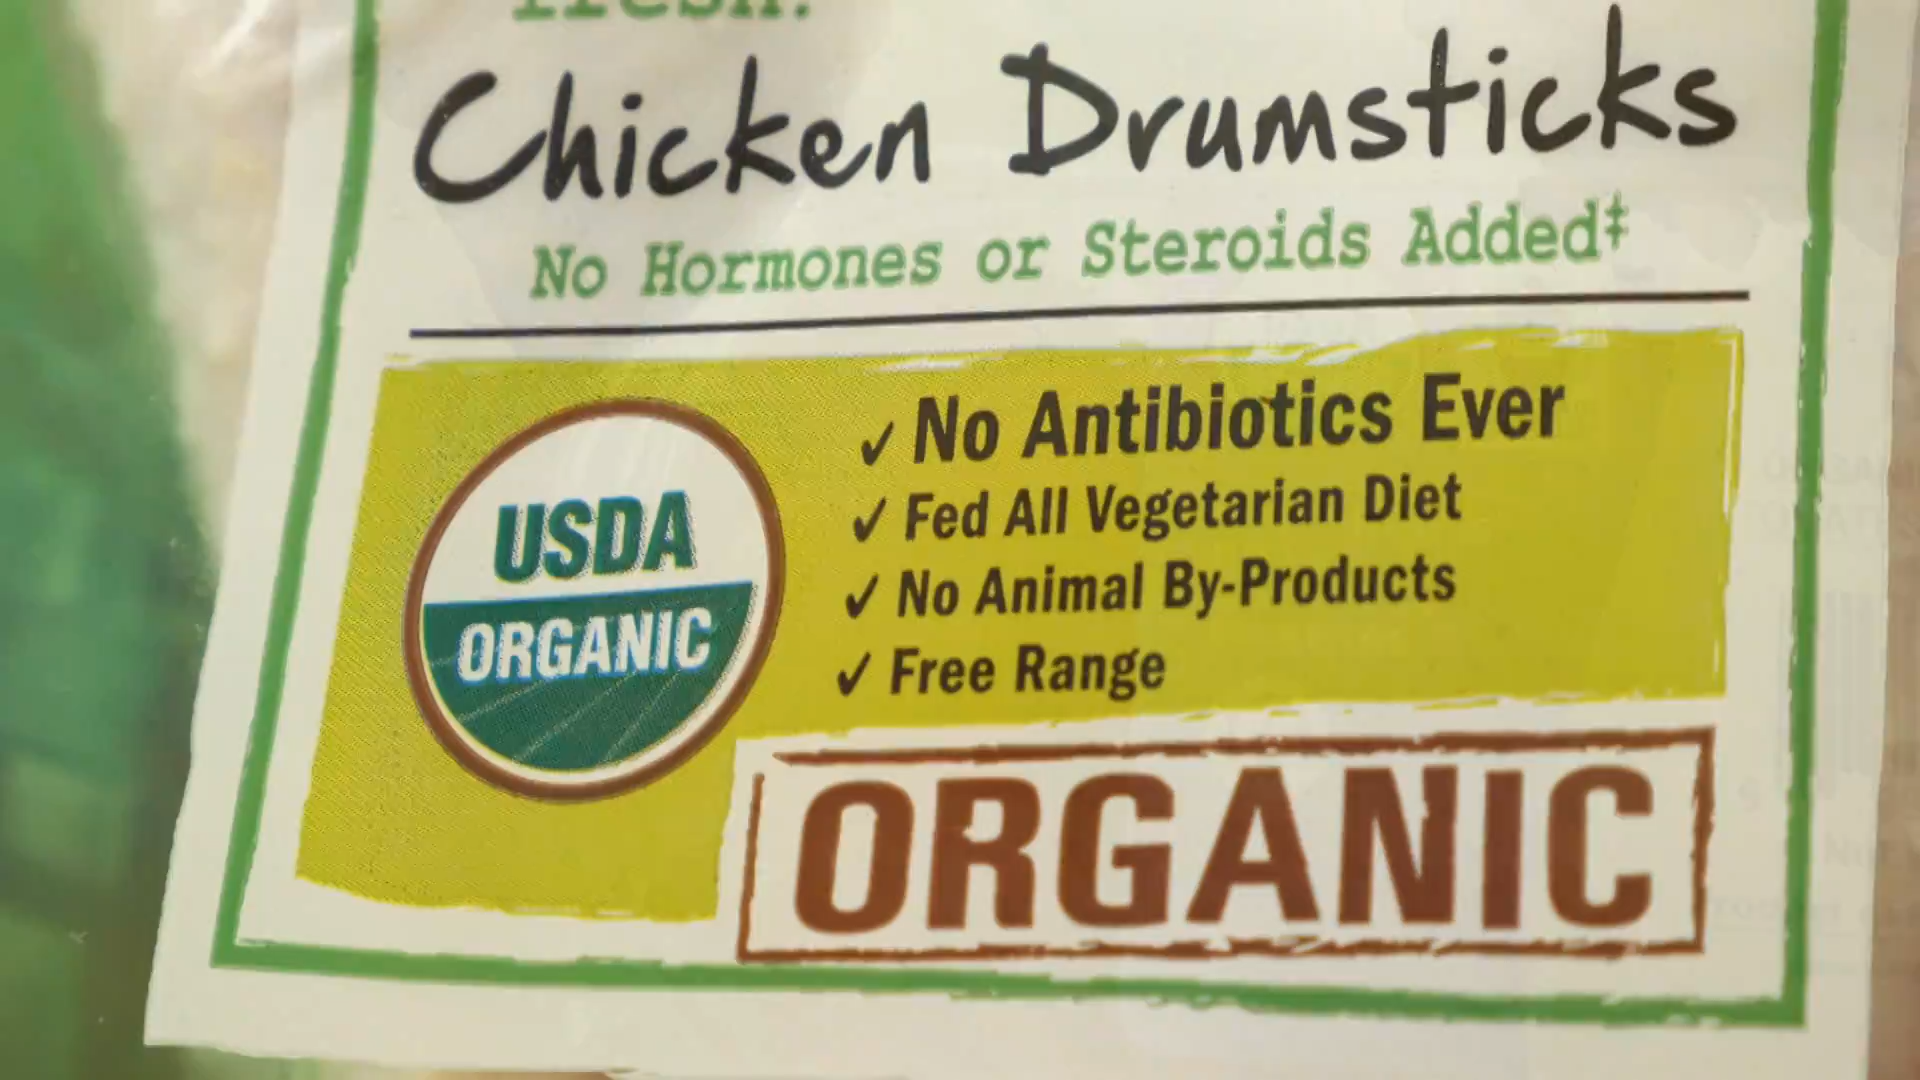 fresh.
Chicken Drumsticks
No Hormones or Steroids Added‡
USDA
ORGANIC
✓ No Antibiotics Ever
✓ Fed All Vegetarian Diet
✓ No Animal By-Products
✓ Free Range
ORGANIC